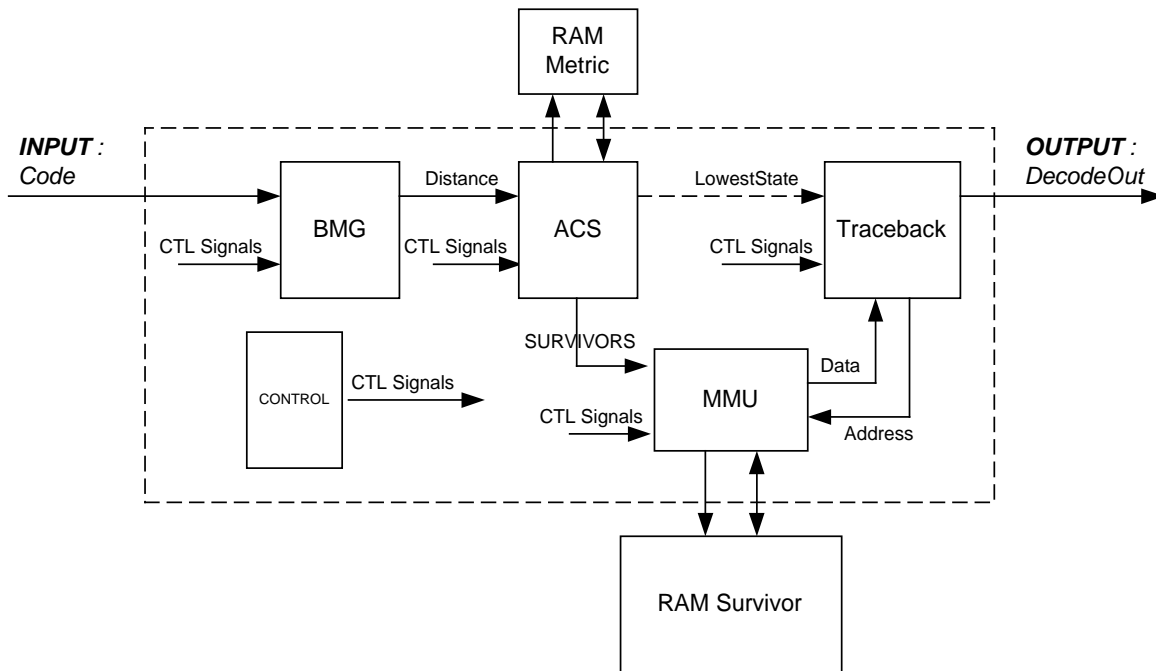 RAM
Metric
INPUT :
Code
OUTPUT :
DecodeOut
Distance
LowestState
BMG
ACS
Traceback
CTL Signals
CTL Signals
CTL Signals
SURVIVORS
Data
CONTROL
CTL Signals
MMU
CTL Signals
Address
RAM Survivor